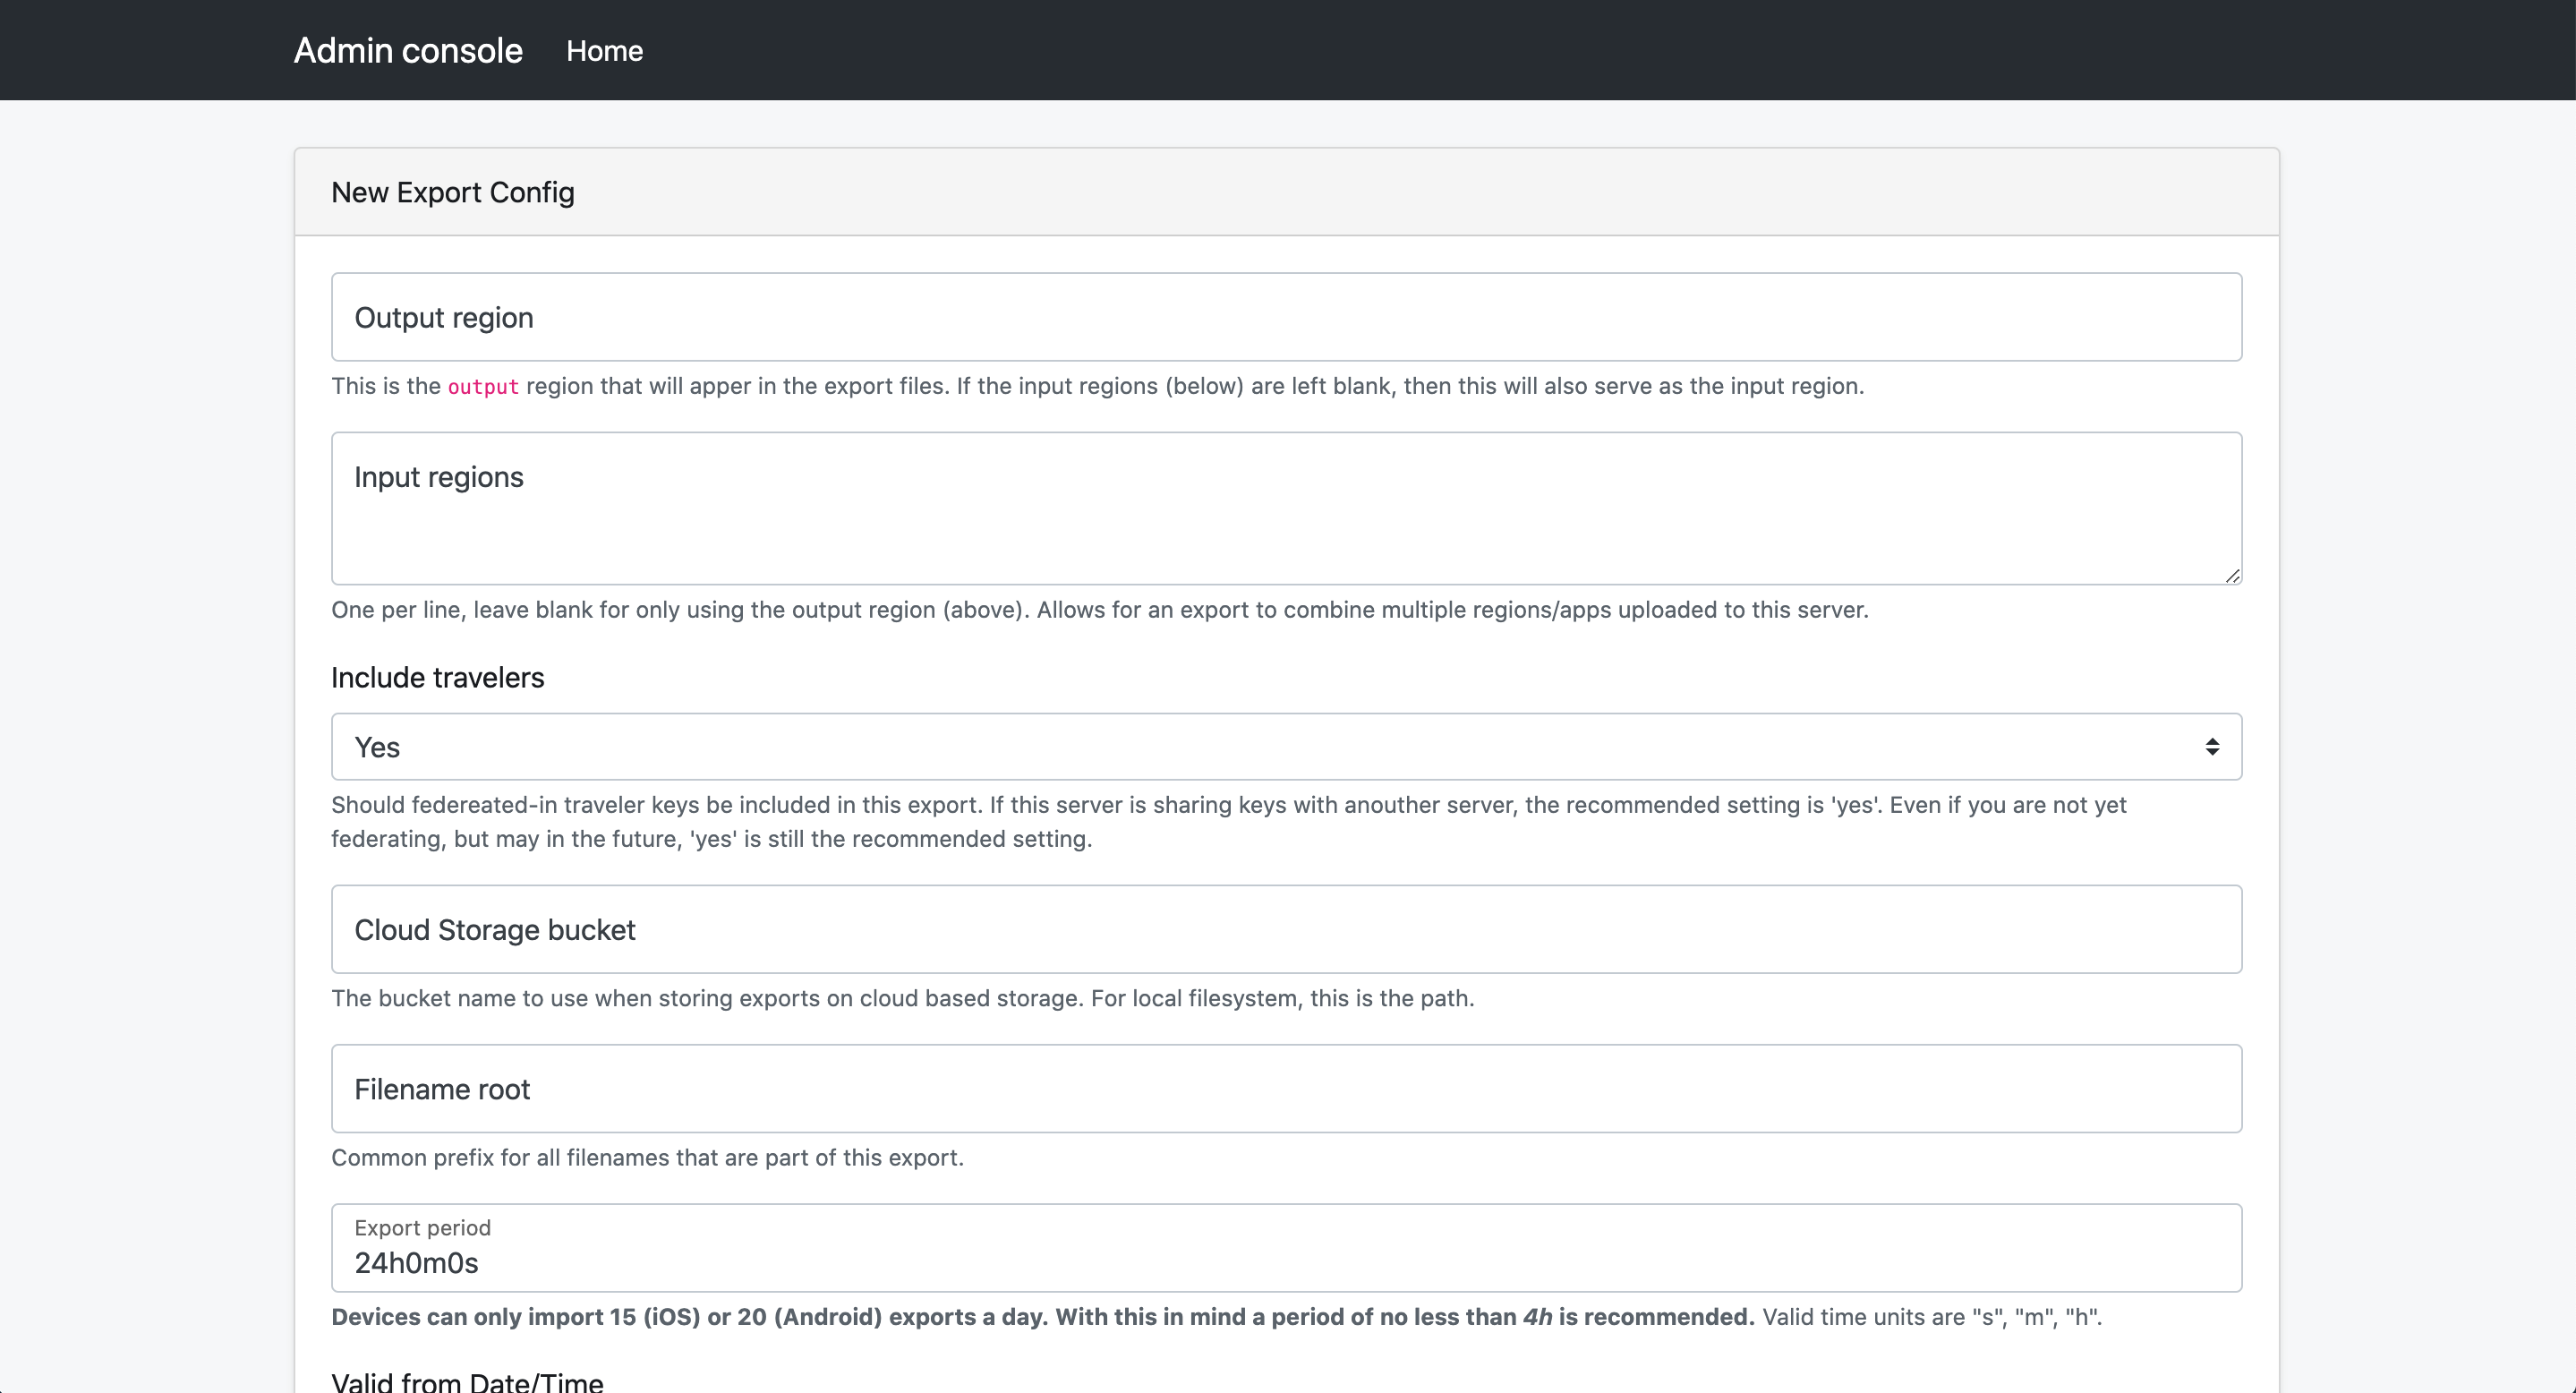 Admin console Home
New Export Config
Output region
This is the output region that will apper in the export files. If the input regions (below) are left blank, then this will also serve as the input region.
Input regions
One per line, leave blank for only using the output region (above). Allows for an export to combine multiple regions/apps uploaded to this server.
Include travelers
Yes
Should federeated-in traveler keys be included in this export. If this server is sharing keys with anouther server, the recommended setting is 'yes'. Even if you are not yet
federating, but may in the future, 'yes' is still the recommended setting.
Cloud Storage bucket
The bucket name to use when storing exports on cloud based storage. For local filesystem, this is the path.
Filename root
Common prefix for all filenames that are part of this export.
Export period
24h0m0s
Devices can only import 15 (iOS) or 20 (Android) exports a day. With this in mind a period of no less than 4h is recommended. Valid time units are "s", "m", "h".
Valid from Date/Time